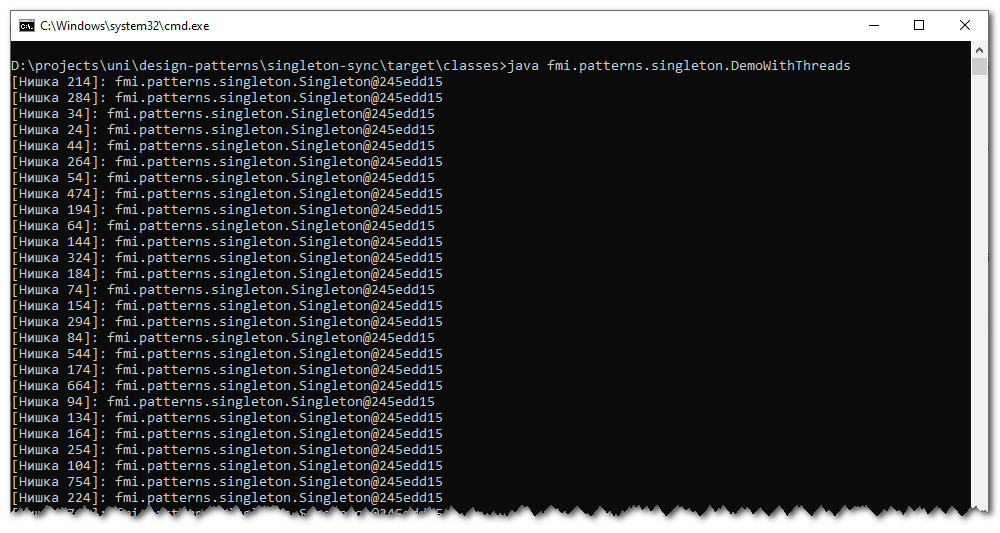 C:\Windows\system32\cmd.exe
D:\projects\uni\design-patterns\singleton-sync\target\classes>java fmi.patterns.singleton.DemoWithThreads
[Нишка 214]: fmi.patterns.singleton.Singleton@245edd15
[Нишка 284]: fmi.patterns.singleton.Singleton@245edd15
[Нишка 34]: fmi.patterns.singleton.Singleton@245edd15
[Нишка 24]: fmi.patterns.singleton.Singleton@245edd15
[Нишка 44]: fmi.patterns.singleton.Singleton@245edd15
[Нишка 264]: fmi.patterns.singleton.Singleton@245edd15
[Нишка 54]: fmi.patterns.singleton.Singleton@245edd15
[Нишка 474]: fmi.patterns.singleton.Singleton@245edd15
[Нишка 194]: fmi.patterns.singleton.Singleton@245edd15
[Нишка 64]: fmi.patterns.singleton.Singleton@245edd15
[Нишка 144]: fmi.patterns.singleton.Singleton@245edd15
[Нишка 324]: fmi.patterns.singleton.Singleton@245edd15
[Нишка 184]: fmi.patterns.singleton.Singleton@245edd15
[Нишка 74]: fmi.patterns.singleton.Singleton@245edd15
[Нишка 154]: fmi.patterns.singleton.Singleton@245edd15
[Нишка 294]: fmi.patterns.singleton.Singleton@245edd15
[Нишка 84]: fmi.patterns.singleton.Singleton@245edd15
[Нишка 544]: fmi.patterns.singleton.Singleton@245edd15
[Нишка 174]: fmi.patterns.singleton.Singleton@245edd15
[Нишка 664]: fmi.patterns.singleton.Singleton@245edd15
[Нишка 94]: fmi.patterns.singleton.Singleton@245edd15
[Нишка 134]: fmi.patterns.singleton.Singleton@245edd15
[Нишка 164]: fmi.patterns.singleton.Singleton@245edd15
[Нишка 254]: fmi.patterns.singleton.Singleton@245edd15
[Нишка 104]: fmi.patterns.singleton.Singleton@245edd15
[Нишка 754]: fmi.patterns.singleton.Singleton@245edd15
[Нишка 224]: fmi.patterns.singleton.Singleton@245edd15